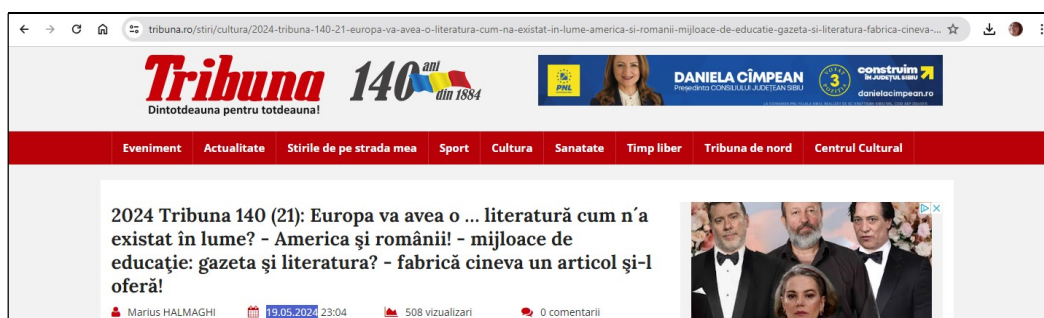 tribuna.ro/stiri/cultura/2024-tribuna-140-21-europa-va-avea-o-literatura-cum-na-existat-in-lume-america-si-romanii-mijloace-de-educatie-gazeta-si-literatura-fabrica-cineva-...
Tribuna 140 ani din 1884
Dintotdeauna pentru totdeauna!
PNL
DANIELA CÎMPEAN
Președinta CONSILIULUI JUDEȚEAN SIBIU
VOTAȚI POZIȚIA 3
construim
ÎN JUDEȚUL SIBIU
danielacimpean.ro
Eveniment Actualitate Stirile de pe strada mea Sport Cultura Sanatate Timp liber Tribuna de nord Centrul Cultural
2024 Tribuna 140 (21): Europa va avea o ... literatură cum n´a
existat în lume? - America şi românii! - mijloace de
educaţie: gazeta şi literatura? - fabrică cineva un articol şi-l
oferă!
Marius HALMAGHI 19.05.2024 23:04 508 vizualizari 0 comentarii